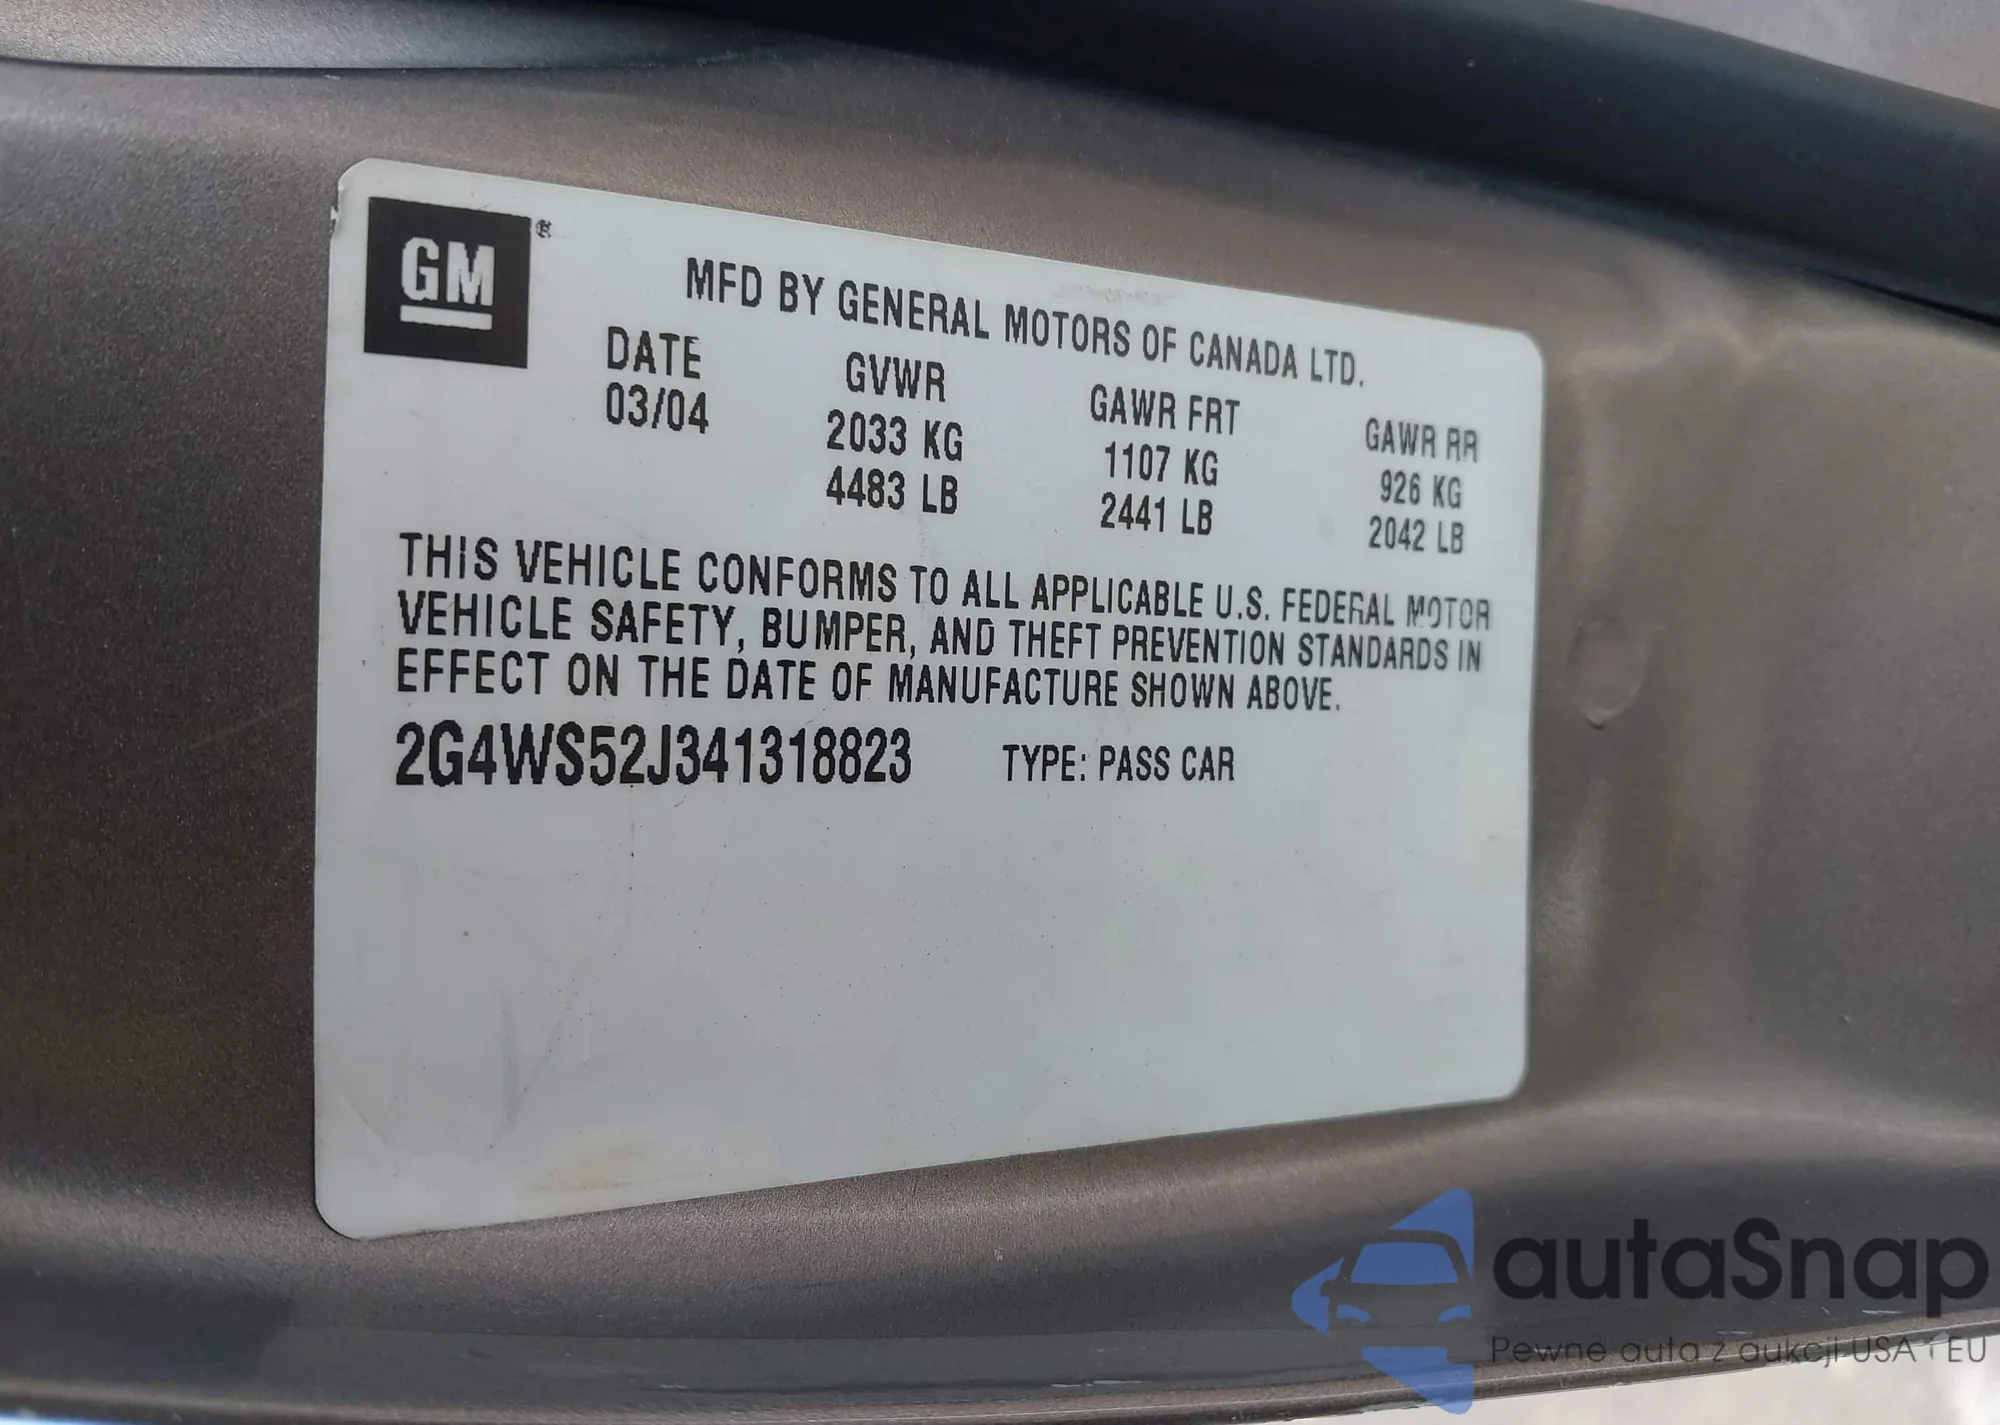 GM ®
MFD BY GENERAL MOTORS OF CANADA LTD.
DATE GVWR GAWR FRT GAWR RR
03/04 2033 KG 1107 KG 926 KG
4483 LB 2441 LB 2042 LB
THIS VEHICLE CONFORMS TO ALL APPLICABLE U.S. FEDERAL MOTOR
VEHICLE SAFETY, BUMPER, AND THEFT PREVENTION STANDARDS IN
EFFECT ON THE DATE OF MANUFACTURE SHOWN ABOVE.
2G4WS52J341318823 TYPE: PASS CAR
autaSnap
Pewne auta z aukcji USA i EU